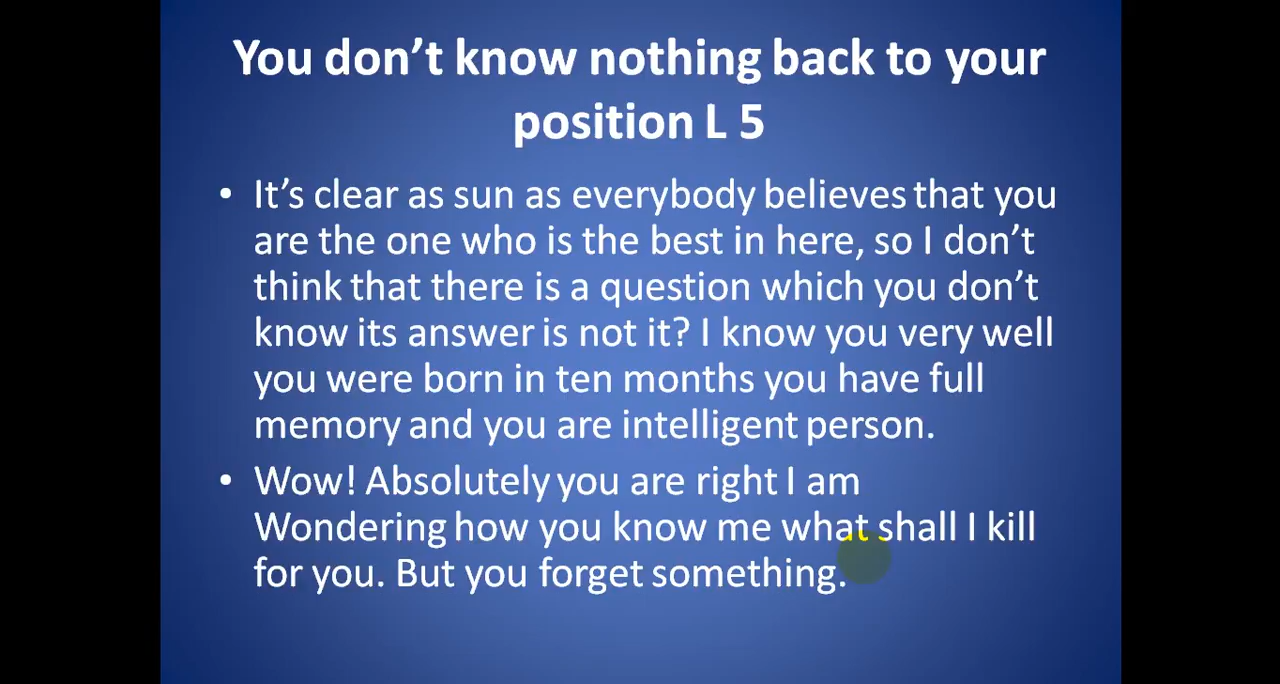 You don't know nothing back to your
position L 5
• It's clear as sun as everybody believes that you
are the one who is the best in here, so I don't
think that there is a question which you don't
know its answer is not it? I know you very well
you were born in ten months you have full
memory and you are intelligent person.
• Wow! Absolutely you are right I am
Wondering how you know me what shall I kill
for you. But you forget something.